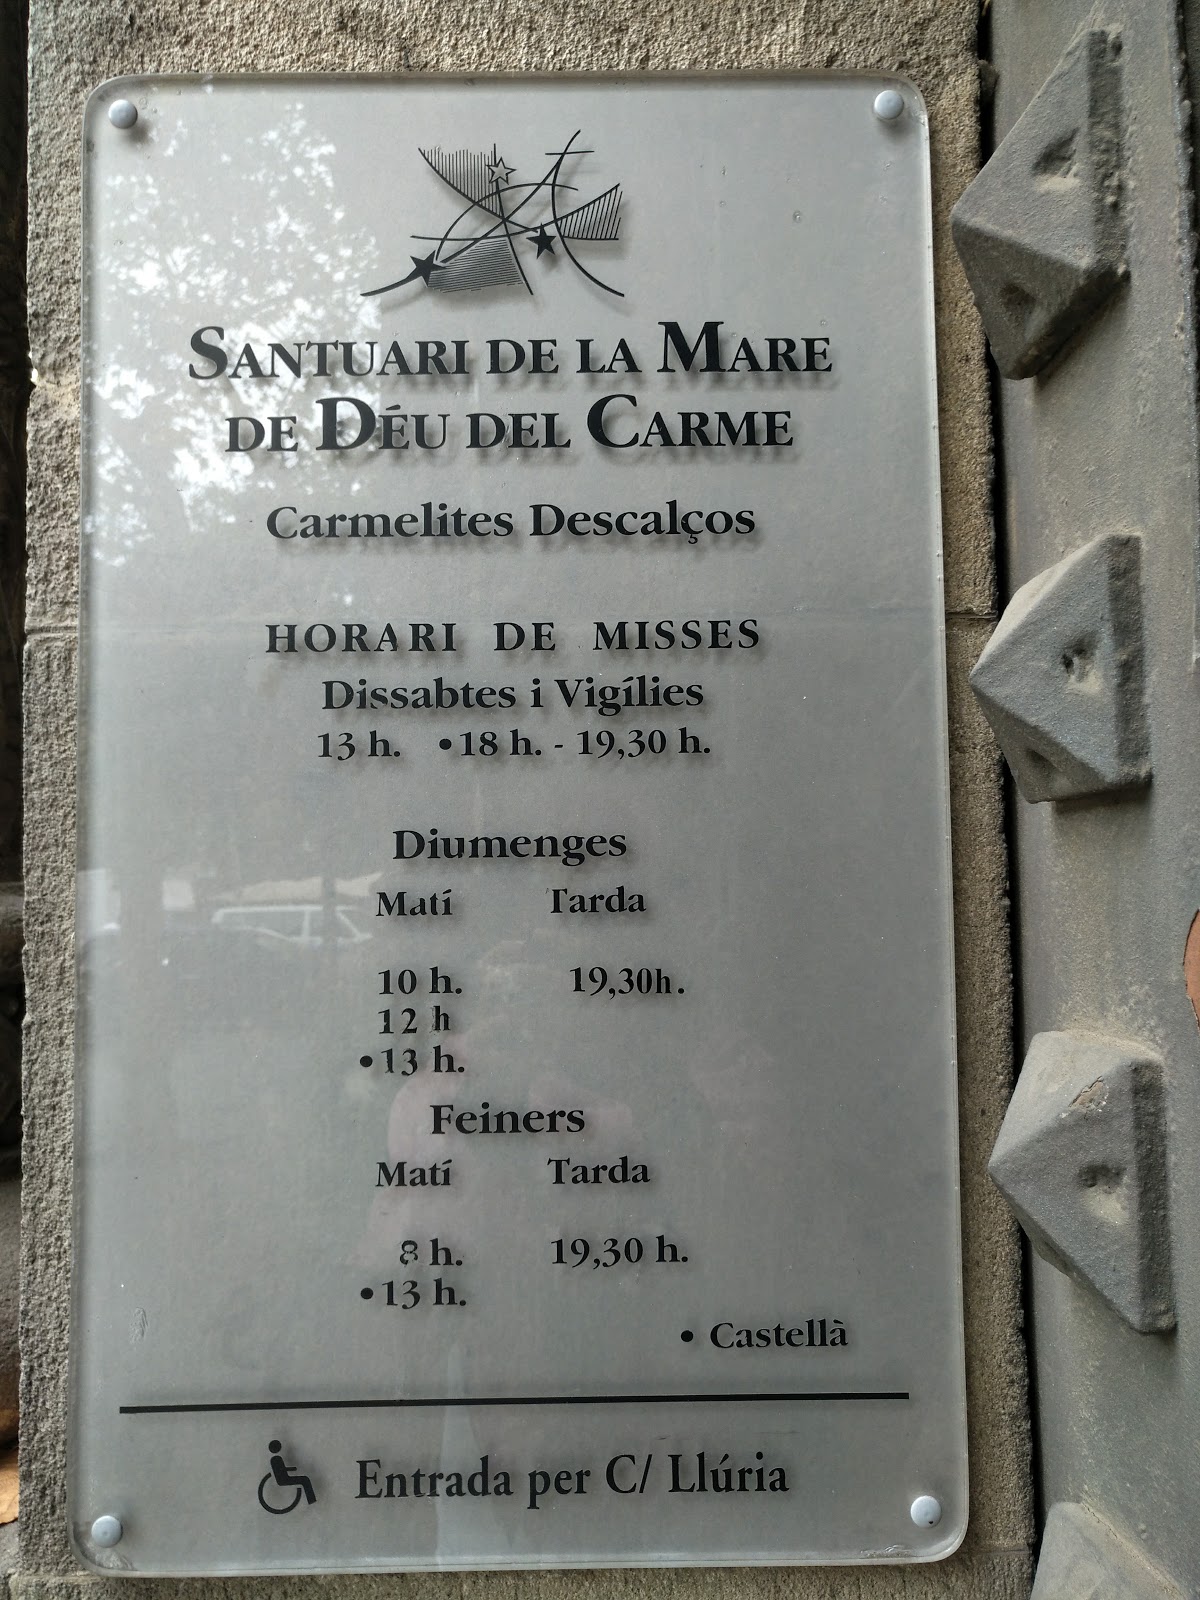 SANTUARI DE LA MARE
DE DÉU DEL CARME
Carmelites Descalços
HORARI DE MISSES
Dissabtes i Vigílies
13 h. •18 h. - 19,30 h.
Diumenges
Matí Tarda
10 h. 19,30h.
12 h
•13 h.
Feiners
Matí Tarda
8 h. 19,30 h.
•13 h.
• Castellà
Entrada per C/ Llúria